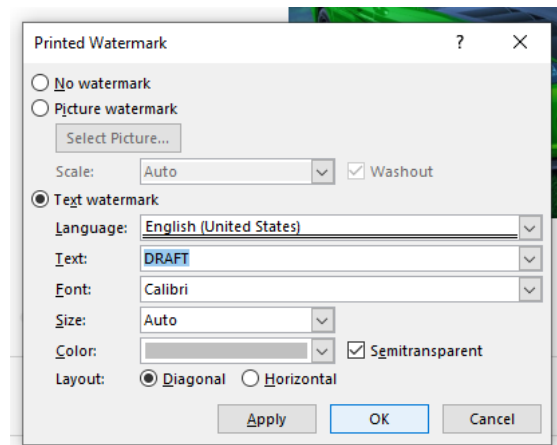 Printed Watermark ? ×
No watermark
Picture watermark
Select Picture...
Scale: Auto Washout
Text watermark
Language: English (United States)
Text: DRAFT
Font: Calibri
Size: Auto
Color: Semitransparent
Layout: Diagonal Horizontal
Apply OK Cancel